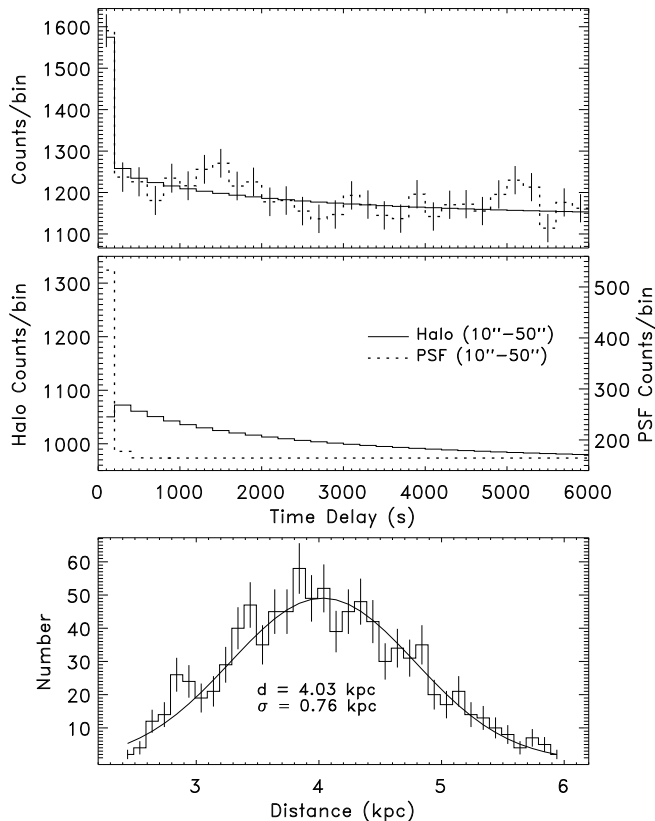 1600
1500
1400
1300
1200
1100
Counts/bin
1300
1200
1100
1000
Halo Counts/bin
500
400
300
200
PSF Counts/bin
Halo (10"-50")
PSF (10"-50")
0 1000 2000 3000 4000 5000 6000
Time Delay (s)
60
50
40
30
20
10
Number
d = 4.03 kpc
σ = 0.76 kpc
3 4 5 6
Distance (kpc)